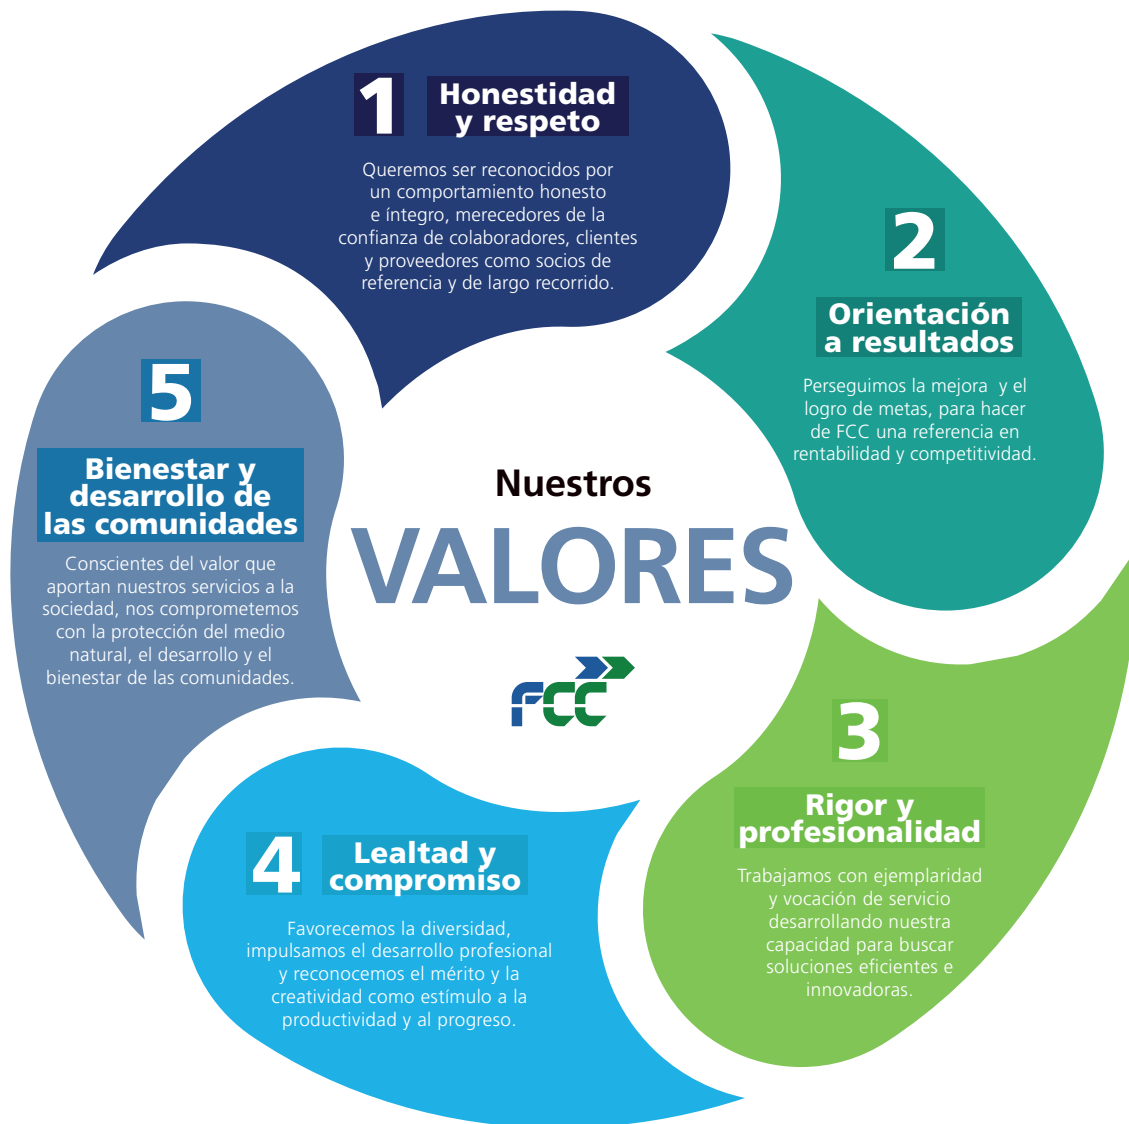 1
Honestidad
y respeto
Queremos ser reconocidos por
un comportamiento honesto
e íntegro, merecedores de la
confianza de colaboradores, clientes
y proveedores como socios de
referencia y de largo recorrido.
2
Orientación
a resultados
Perseguimos la mejora y el
logro de metas, para hacer
de FCC una referencia en
rentabilidad y competitividad.
3
Rigor y
profesionalidad
Trabajamos con ejemplaridad
y vocación de servicio
desarrollando nuestra
capacidad para buscar
soluciones eficientes e
innovadoras.
4
Lealtad y
compromiso
Favorecemos la diversidad,
impulsamos el desarrollo profesional
y reconocemos el mérito y la
creatividad como estímulo a la
productividad y al progreso.
5
Bienestar y
desarrollo de
las comunidades
Conscientes del valor que
aportan nuestros servicios a la
sociedad, nos comprometemos
con la protección del medio
natural, el desarrollo y el
bienestar de las comunidades.
Nuestros
VALORES
FCC